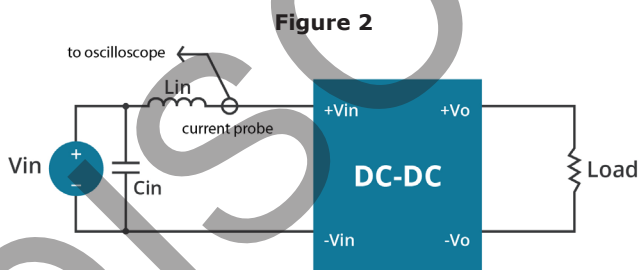 Figure 2
to oscilloscope
Lin
current probe
+Vin
+Vo
Vin
+
−
Cin
DC-DC
Load
-Vin
-Vo